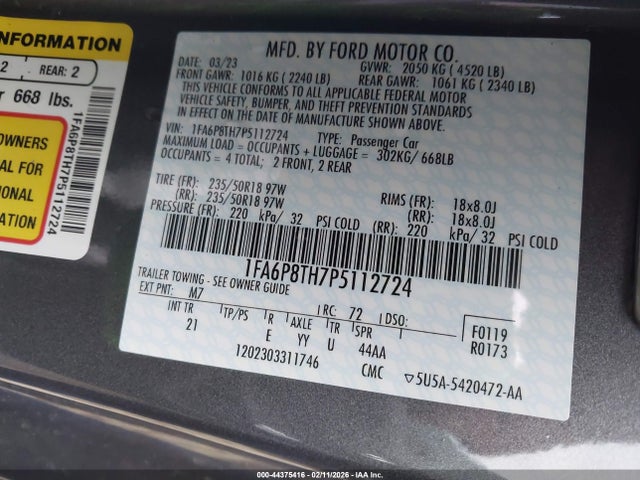 INFORMATION
2 REAR: 2
r 668 lbs.
OWNERS
AL FOR
IONAL
ATION
1FA6P8TH7P5112724
MFD. BY FORD MOTOR CO.
DATE: 03/23 GVWR: 2050 KG ( 4520 LB)
FRONT GAWR: 1016 KG ( 2240 LB) REAR GAWR: 1061 KG ( 2340 LB)
THIS VEHICLE CONFORMS TO ALL APPLICABLE FEDERAL MOTOR
VEHICLE SAFETY, BUMPER, AND THEFT PREVENTION STANDARDS
IN EFFECT ON THE DATE OF MANUFACTURE SHOWN ABOVE.
VIN: 1FA6P8TH7P5112724 TYPE: Passenger Car
MAXIMUM LOAD = OCCUPANTS + LUGGAGE = 302KG/ 668LB
OCCUPANTS = 4 TOTAL; 2 FRONT, 2 REAR
TIRE (FR): 235/50R18 97W RIMS (FR): 18x8.0J
(RR): 235/50R18 97W (RR): 18x8.0J
PRESSURE (FR): 220 kPa/ 32 PSI COLD (RR): 220 kPa/ 32 PSI COLD
1FA6P8TH7P5112724
TRAILER TOWING - SEE OWNER GUIDE
EXT PNT: M7 RC: 72 DSO: F0119
INT TR TP/PS R AXLE TR SPR R0173
21 E YY U 44AA
1202303311746 CMC ▽5U5A-5420472-AA
00-44375416 | 02/11/2026 - IAA Inc.